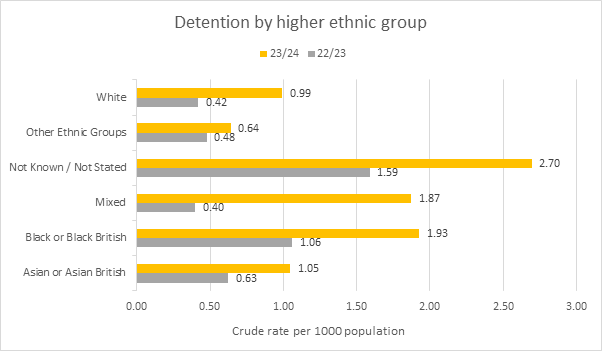 Detention by higher ethnic group
23/24 22/23
White 0.99
0.42
Other Ethnic Groups 0.64
0.48
Not Known / Not Stated 2.70
1.59
Mixed 1.87
0.40
Black or Black British 1.93
1.06
Asian or Asian British 1.05
0.63
0.00 0.50 1.00 1.50 2.00 2.50 3.00
Crude rate per 1000 population